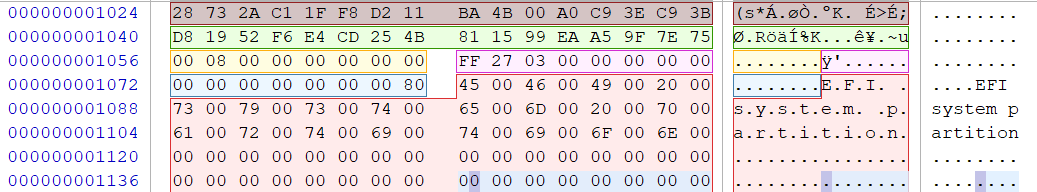 000000001024 28 73 2A C1 1F F8 D2 11 BA 4B 00 A0 C9 3E C9 3B (s*Á.øÒ.ºK. É>É; ........
000000001040 D8 19 52 F6 E4 CD 25 4B 81 15 99 EA A5 9F 7E 75 Ø.RöäÍ%K...ê¥.~u ........
000000001056 00 08 00 00 00 00 00 00 FF 27 03 00 00 00 00 00 ........ÿ'...... ........
000000001072 00 00 00 00 00 00 00 80 45 00 46 00 49 00 20 00 ........E.F.I. . ....EFI
000000001088 73 00 79 00 73 00 74 00 65 00 6D 00 20 00 70 00 s.y.s.t.e.m. .p. system p
000000001104 61 00 72 00 74 00 69 00 74 00 69 00 6F 00 6E 00 a.r.t.i.t.i.o.n. artition
000000001120 00 00 00 00 00 00 00 00 00 00 00 00 00 00 00 00 ................ ........
000000001136 00 00 00 00 00 00 00 00 00 00 00 00 00 00 00 00 ................ ........